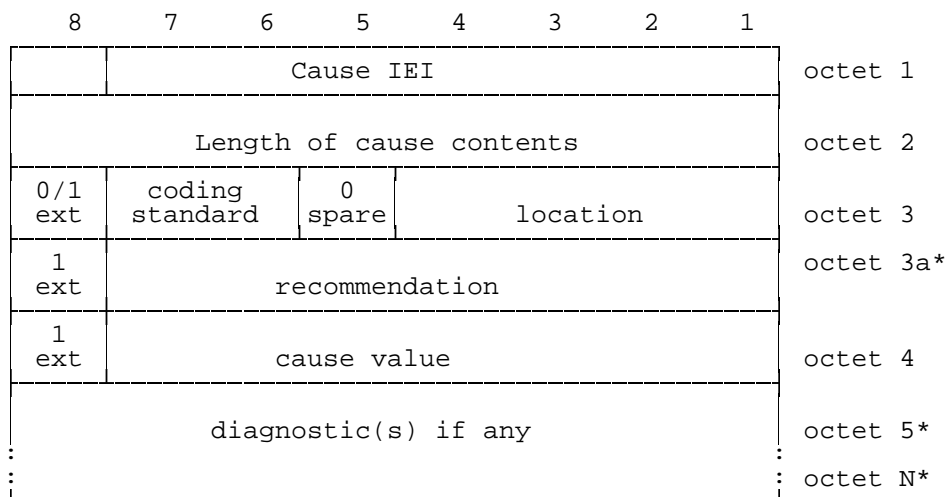 8 7 6 5 4 3 2 1
Cause IEI octet 1
Length of cause contents octet 2
0/1 coding 0
ext standard spare location octet 3
1 octet 3a*
ext recommendation
1
ext cause value octet 4
diagnostic(s) if any octet 5*
: :
: : octet N*